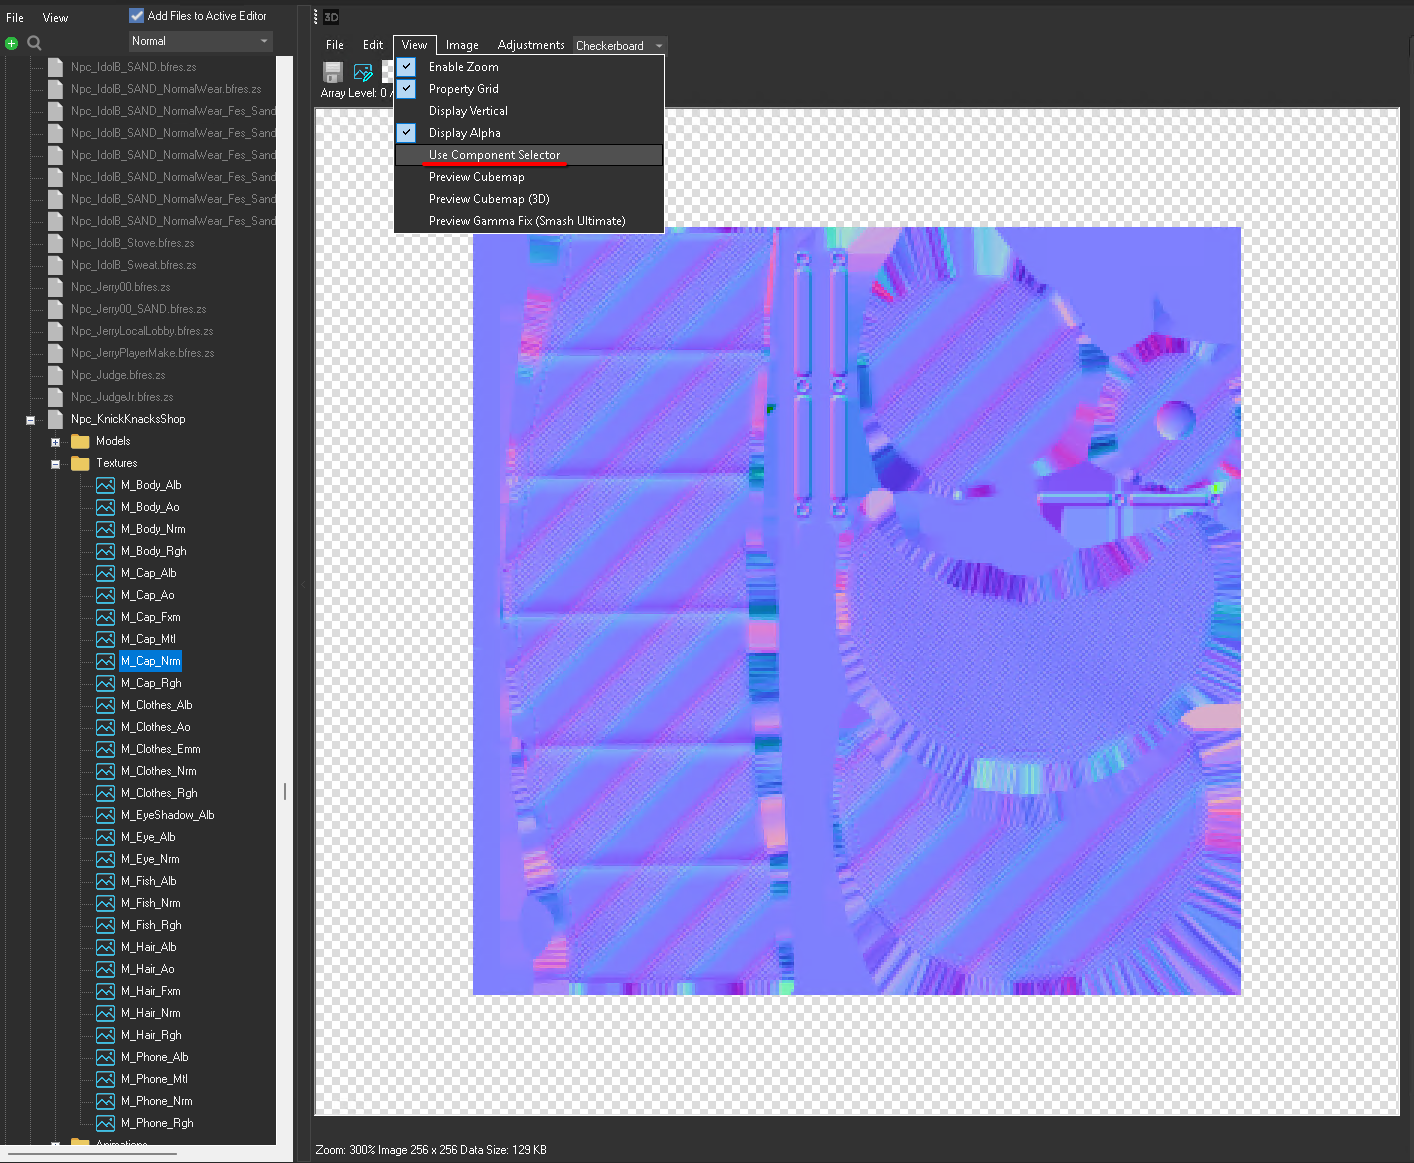 File View Add Files to Active Editor
Normal
Npc_IdolB_SAND.bfres.zs
Npc_IdolB_SAND_NormalWear.bfres.zs
Npc_IdolB_SAND_NormalWear_Fes_Sand
Npc_IdolB_SAND_NormalWear_Fes_Sand
Npc_IdolB_SAND_NormalWear_Fes_Sand
Npc_IdolB_SAND_NormalWear_Fes_Sand
Npc_IdolB_SAND_NormalWear_Fes_Sand
Npc_IdolB_SAND_NormalWear_Fes_Sand
Npc_IdolB_Stove.bfres.zs
Npc_IdolB_Sweat.bfres.zs
Npc_Jerry00.bfres.zs
Npc_Jerry00_SAND.bfres.zs
Npc_JerryLocalLobby.bfres.zs
Npc_JerryPlayerMake.bfres.zs
Npc_Judge.bfres.zs
Npc_JudgeJr.bfres.zs
Npc_KnickKnacksShop
Models
Textures
M_Body_Alb
M_Body_Ao
M_Body_Nrm
M_Body_Rgh
M_Cap_Alb
M_Cap_Ao
M_Cap_Fxm
M_Cap_Mtl
M_Cap_Nrm
M_Cap_Rgh
M_Clothes_Alb
M_Clothes_Ao
M_Clothes_Emm
M_Clothes_Nrm
M_Clothes_Rgh
M_EyeShadow_Alb
M_Eye_Alb
M_Eye_Nrm
M_Fish_Alb
M_Fish_Nrm
M_Fish_Rgh
M_Hair_Alb
M_Hair_Ao
M_Hair_Fxm
M_Hair_Nrm
M_Hair_Rgh
M_Phone_Alb
M_Phone_Mtl
M_Phone_Nrm
M_Phone_Rgh
Animations
3D
File Edit View Image Adjustments Checkerboard
Array Level: 0 /
Enable Zoom
Property Grid
Display Vertical
Display Alpha
Use Component Selector
Preview Cubemap
Preview Cubemap (3D)
Preview Gamma Fix (Smash Ultimate)
Zoom: 300% Image 256 x 256 Data Size: 129 KB